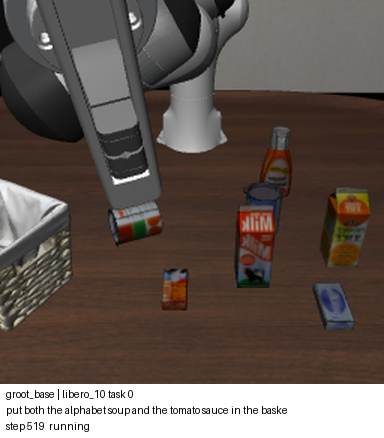 Milk
groot_base | libero_10 task 0
put both the alphabet soup and the tomato sauce in the baske
step 519 running